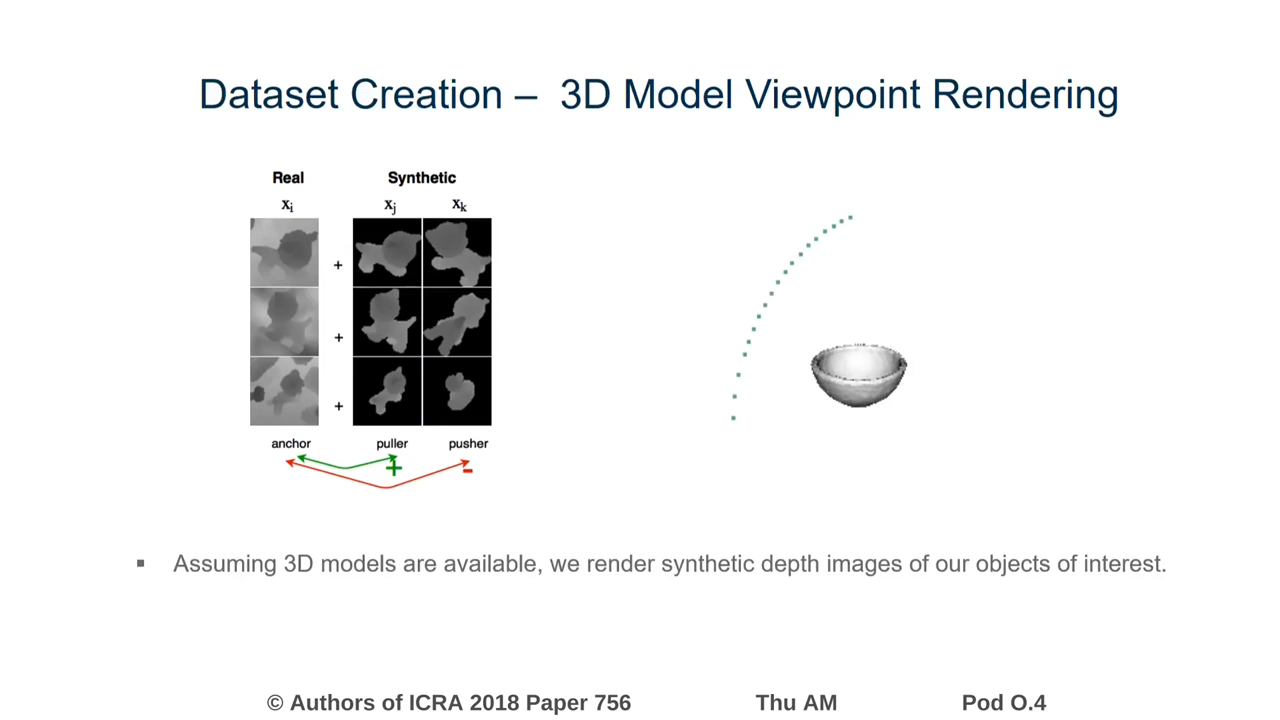 Dataset Creation – 3D Model Viewpoint Rendering
Real Synthetic
xi xj xk
+
+
+
anchor puller pusher
+ -
▪ Assuming 3D models are available, we render synthetic depth images of our objects of interest.
© Authors of ICRA 2018 Paper 756 Thu AM Pod O.4